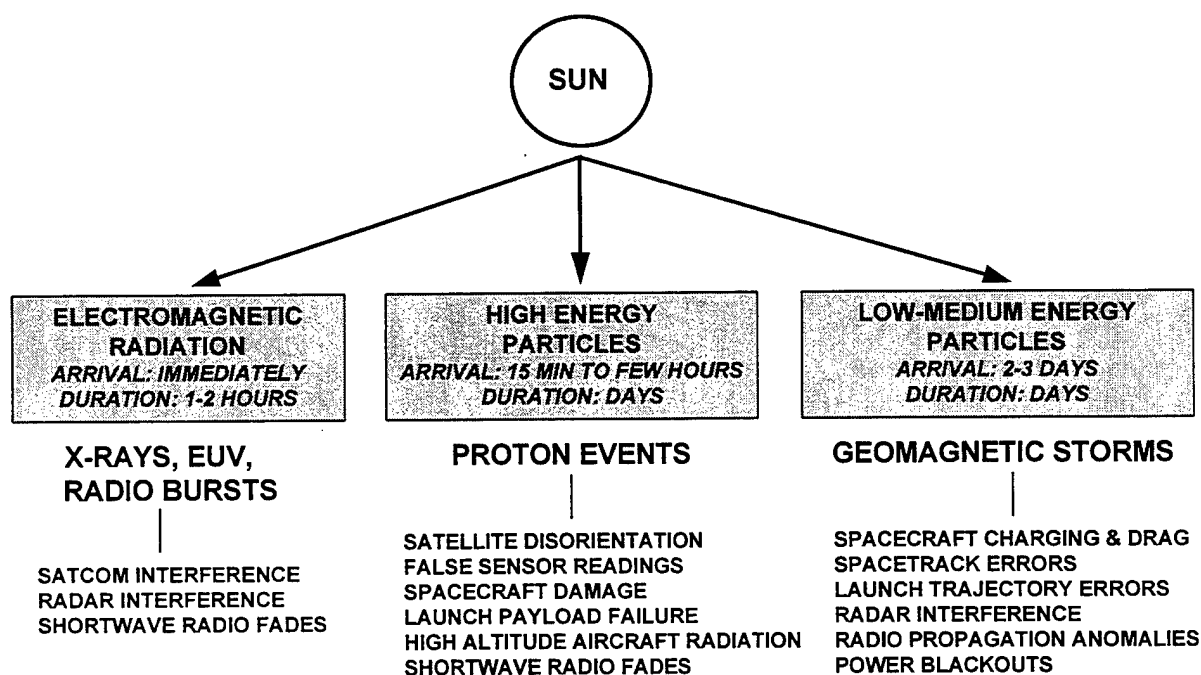 SUN
ELECTROMAGNETIC
RADIATION
ARRIVAL: IMMEDIATELY
DURATION: 1-2 HOURS
X-RAYS, EUV,
RADIO BURSTS
SATCOM INTERFERENCE
RADAR INTERFERENCE
SHORTWAVE RADIO FADES
HIGH ENERGY
PARTICLES
ARRIVAL: 15 MIN TO FEW HOURS
DURATION: DAYS
PROTON EVENTS
SATELLITE DISORIENTATION
FALSE SENSOR READINGS
SPACECRAFT DAMAGE
LAUNCH PAYLOAD FAILURE
HIGH ALTITUDE AIRCRAFT RADIATION
SHORTWAVE RADIO FADES
LOW-MEDIUM ENERGY
PARTICLES
ARRIVAL: 2-3 DAYS
DURATION: DAYS
GEOMAGNETIC STORMS
SPACECRAFT CHARGING & DRAG
SPACETRACK ERRORS
LAUNCH TRAJECTORY ERRORS
RADAR INTERFERENCE
RADIO PROPAGATION ANOMALIES
POWER BLACKOUTS